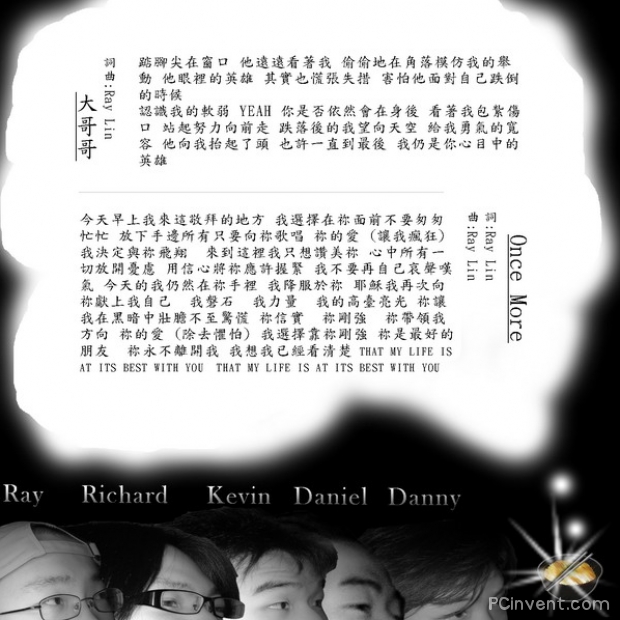 大哥哥
詞
曲:Ray Lin
踮腳尖在窗口 他遠遠看著我 偷偷地在角落模仿我的舉
動 他眼裡的英雄 其實也慌張失措 害怕他面對自己跌倒
的時候
認識我的軟弱 YEAH 你是否依然會在身後 看著我包紮傷
口 站起努力向前走 跌落後的我望向天空 給我勇氣的寬
容 他向我抬起了頭 也許一直到最後 我仍是你心目中的
英雄
Once More
詞:Ray Lin
曲:Ray Lin
今天早上我來這敬拜的地方 我選擇在祢面前不要匆匆
忙忙 放下手邊所有只要向祢歌唱 祢的愛 (讓我瘋狂)
我決定與祢飛翔 來到這裡我只想讚美祢 心中所有一
切放開憂慮 用信心將祢應許握緊 我不要再自己哀聲嘆
氣 今天的我仍然在祢手裡 我降服於祢 耶穌我再次向
祢獻上我自己 我磐石 我力量 我的高臺亮光 祢讓
我在黑暗中壯膽不至驚慌 祢信實 祢剛強 祢帶領我
方向 祢的愛 (除去懼怕) 我選擇靠祢剛強 祢是最好的
朋友 祢永不離開我 我想我已經看清楚 THAT MY LIFE IS
AT ITS BEST WITH YOU THAT MY LIFE IS AT ITS BEST WITH YOU
Ray Richard Kevin Daniel Danny
PCinvent.com